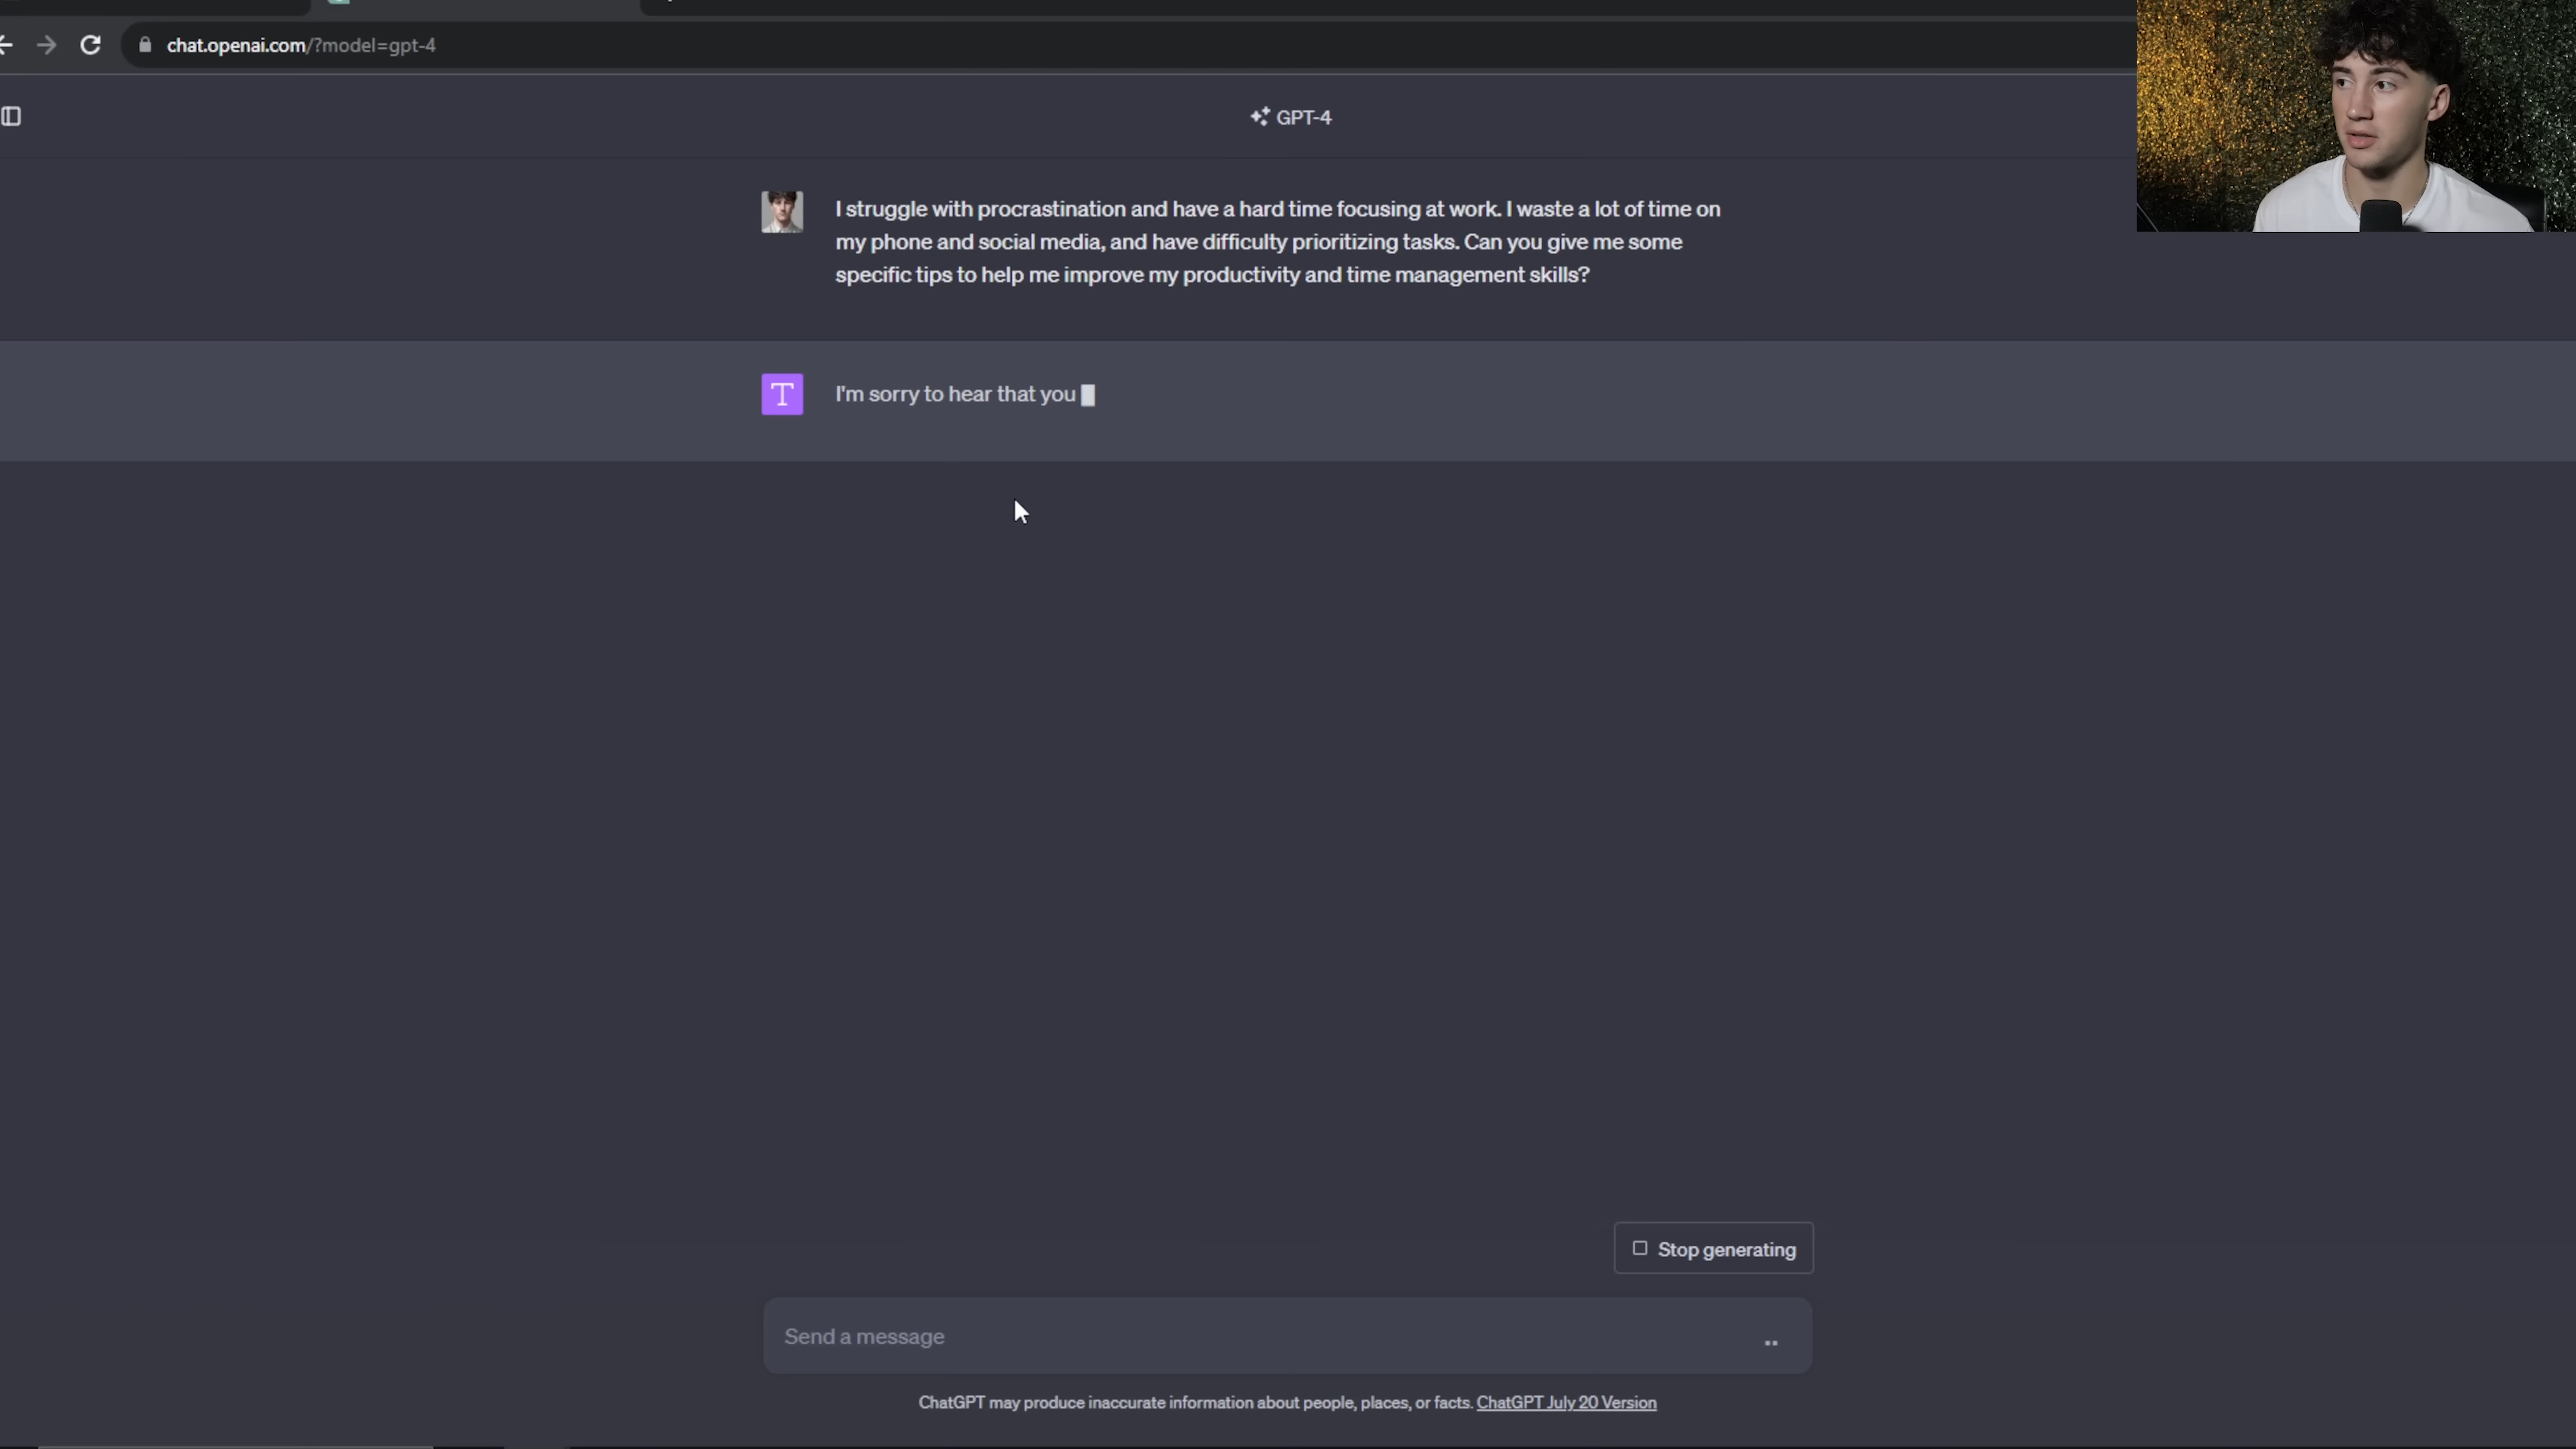 chat.openai.com/?model=gpt-4
GPT-4
I struggle with procrastination and have a hard time focusing at work. I waste a lot of time on
my phone and social media, and have difficulty prioritizing tasks. Can you give me some
specific tips to help me improve my productivity and time management skills?
T
I'm sorry to hear that you
Stop generating
Send a message
ChatGPT may produce inaccurate information about people, places, or facts. ChatGPT July 20 Version